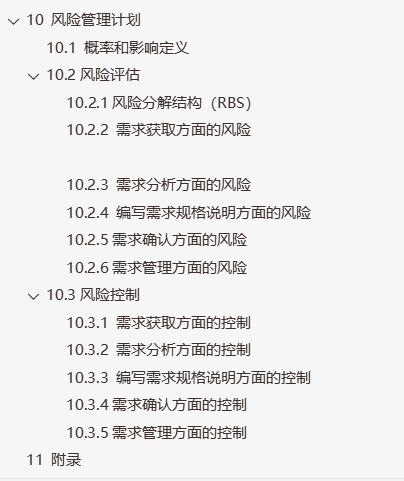 10 风险管理计划
10.1 概率和影响定义
10.2 风险评估
10.2.1 风险分解结构（RBS）
10.2.2 需求获取方面的风险
10.2.3 需求分析方面的风险
10.2.4 编写需求规格说明方面的风险
10.2.5 需求确认方面的风险
10.2.6 需求管理方面的风险
10.3 风险控制
10.3.1 需求获取方面的控制
10.3.2 需求分析方面的控制
10.3.3 编写需求规格说明方面的控制
10.3.4 需求确认方面的控制
10.3.5 需求管理方面的控制
11 附录